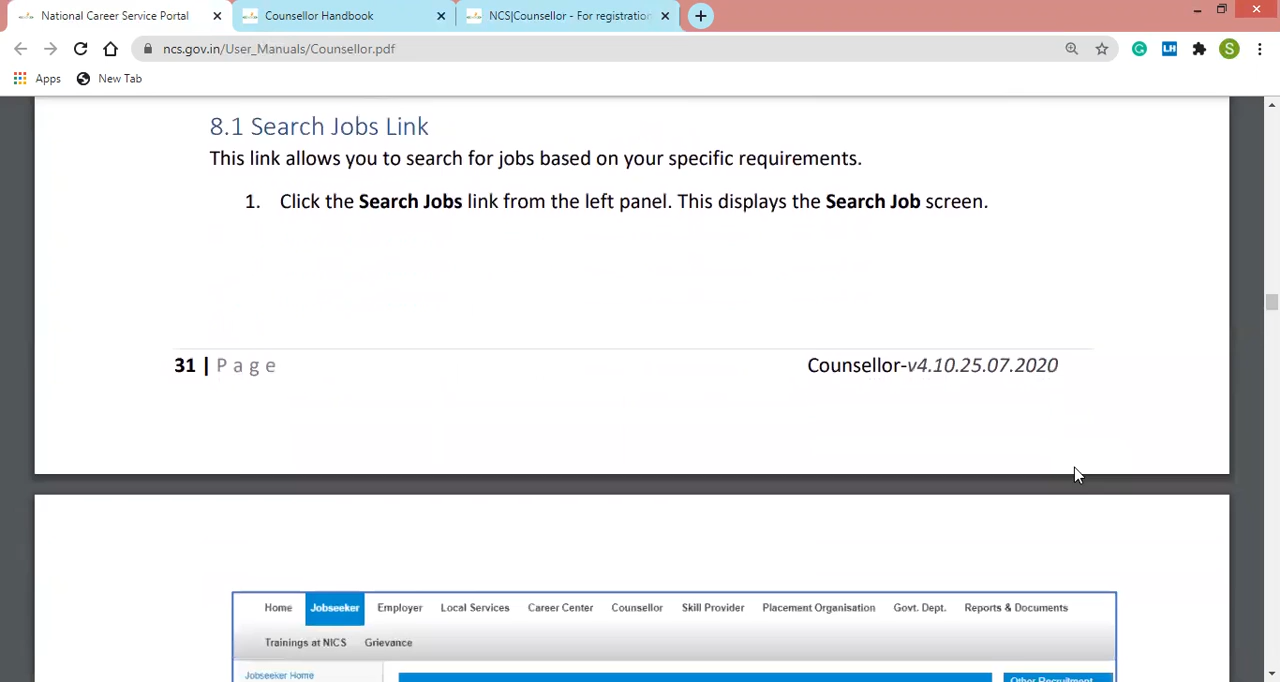 National Career Service Portal
Counsellor Handbook
NCS|Counsellor - For registration
ncs.gov.in/User_Manuals/Counsellor.pdf
LH
S
Apps
New Tab
8.1 Search Jobs Link
This link allows you to search for jobs based on your specific requirements.
1. Click the Search Jobs link from the left panel. This displays the Search Job screen.
31 | Page
Counsellor-v4.10.25.07.2020
Home Jobseeker Employer Local Services Career Center Counsellor Skill Provider Placement Organisation Govt. Dept. Reports & Documents
Trainings at NICS Grievance
Jobseeker Home
Other Recruitment